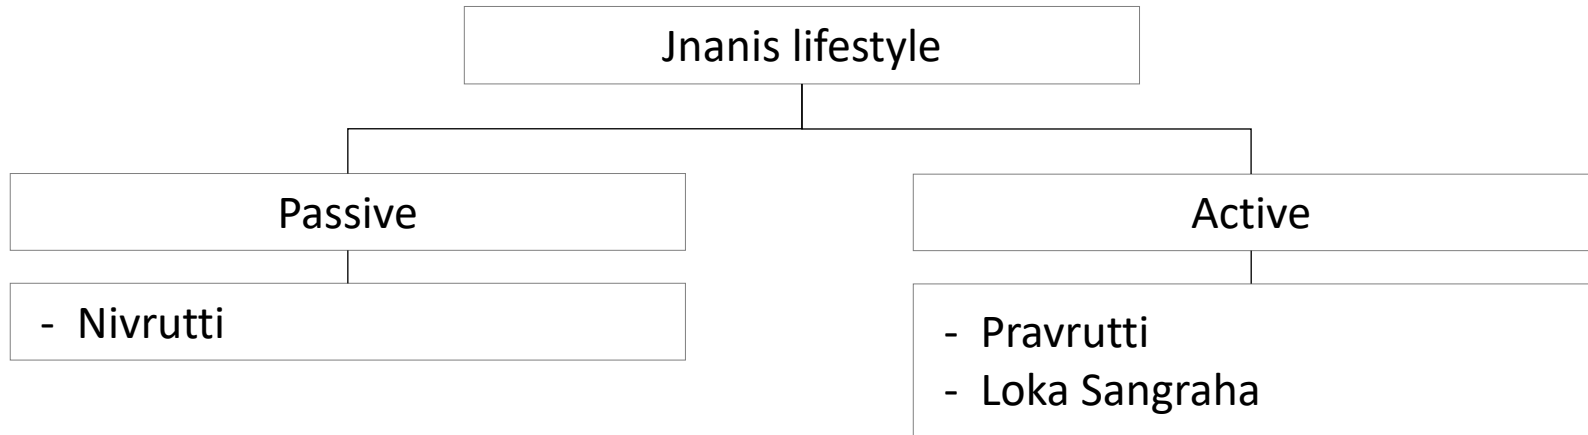 Jnanis lifestyle
Passive
Active
- Nivrutti
- Pravrutti
- Loka Sangraha